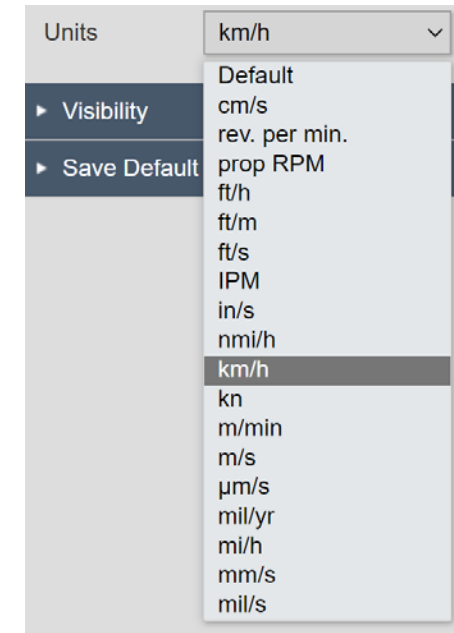 Units km/h
Default
Visibility
cm/s
rev. per min.
Save Default
prop RPM
ft/h
ft/m
ft/s
IPM
in/s
nmi/h
km/h
kn
m/min
m/s
µm/s
mil/yr
mi/h
mm/s
mil/s